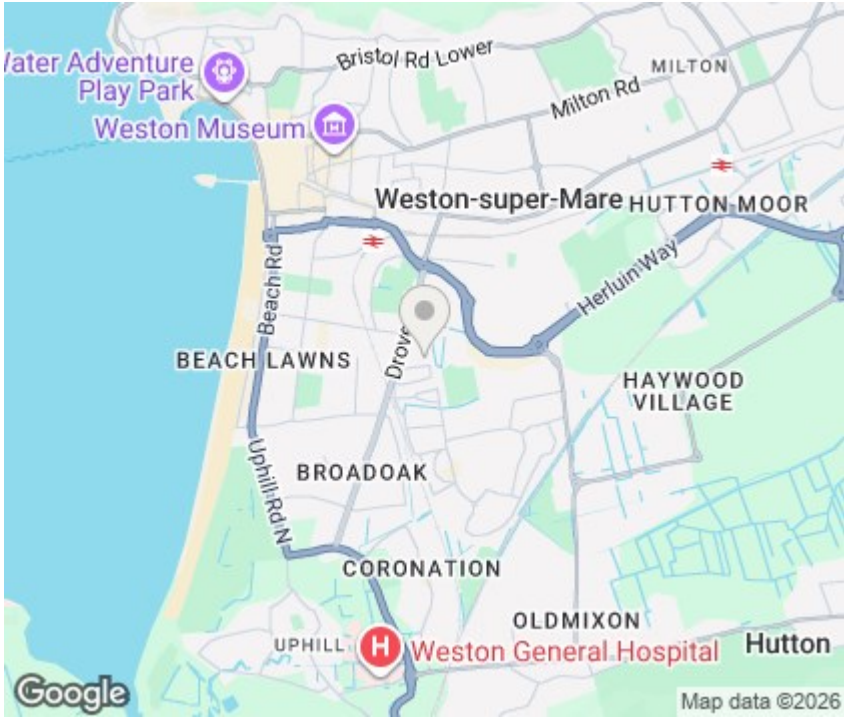 Water Adventure
Play Park
Bristol Rd Lower
MILTON
Milton Rd
Weston Museum
Weston-super-Mare
HUTTON MOOR
Beach Rd
Herluin Way
Drove
BEACH LAWNS
HAYWOOD
VILLAGE
Uphill Rd N
BROADOAK
CORONATION
OLDMIXON
UPHILL
H
Weston General Hospital
Hutton
Google
Map data ©2026